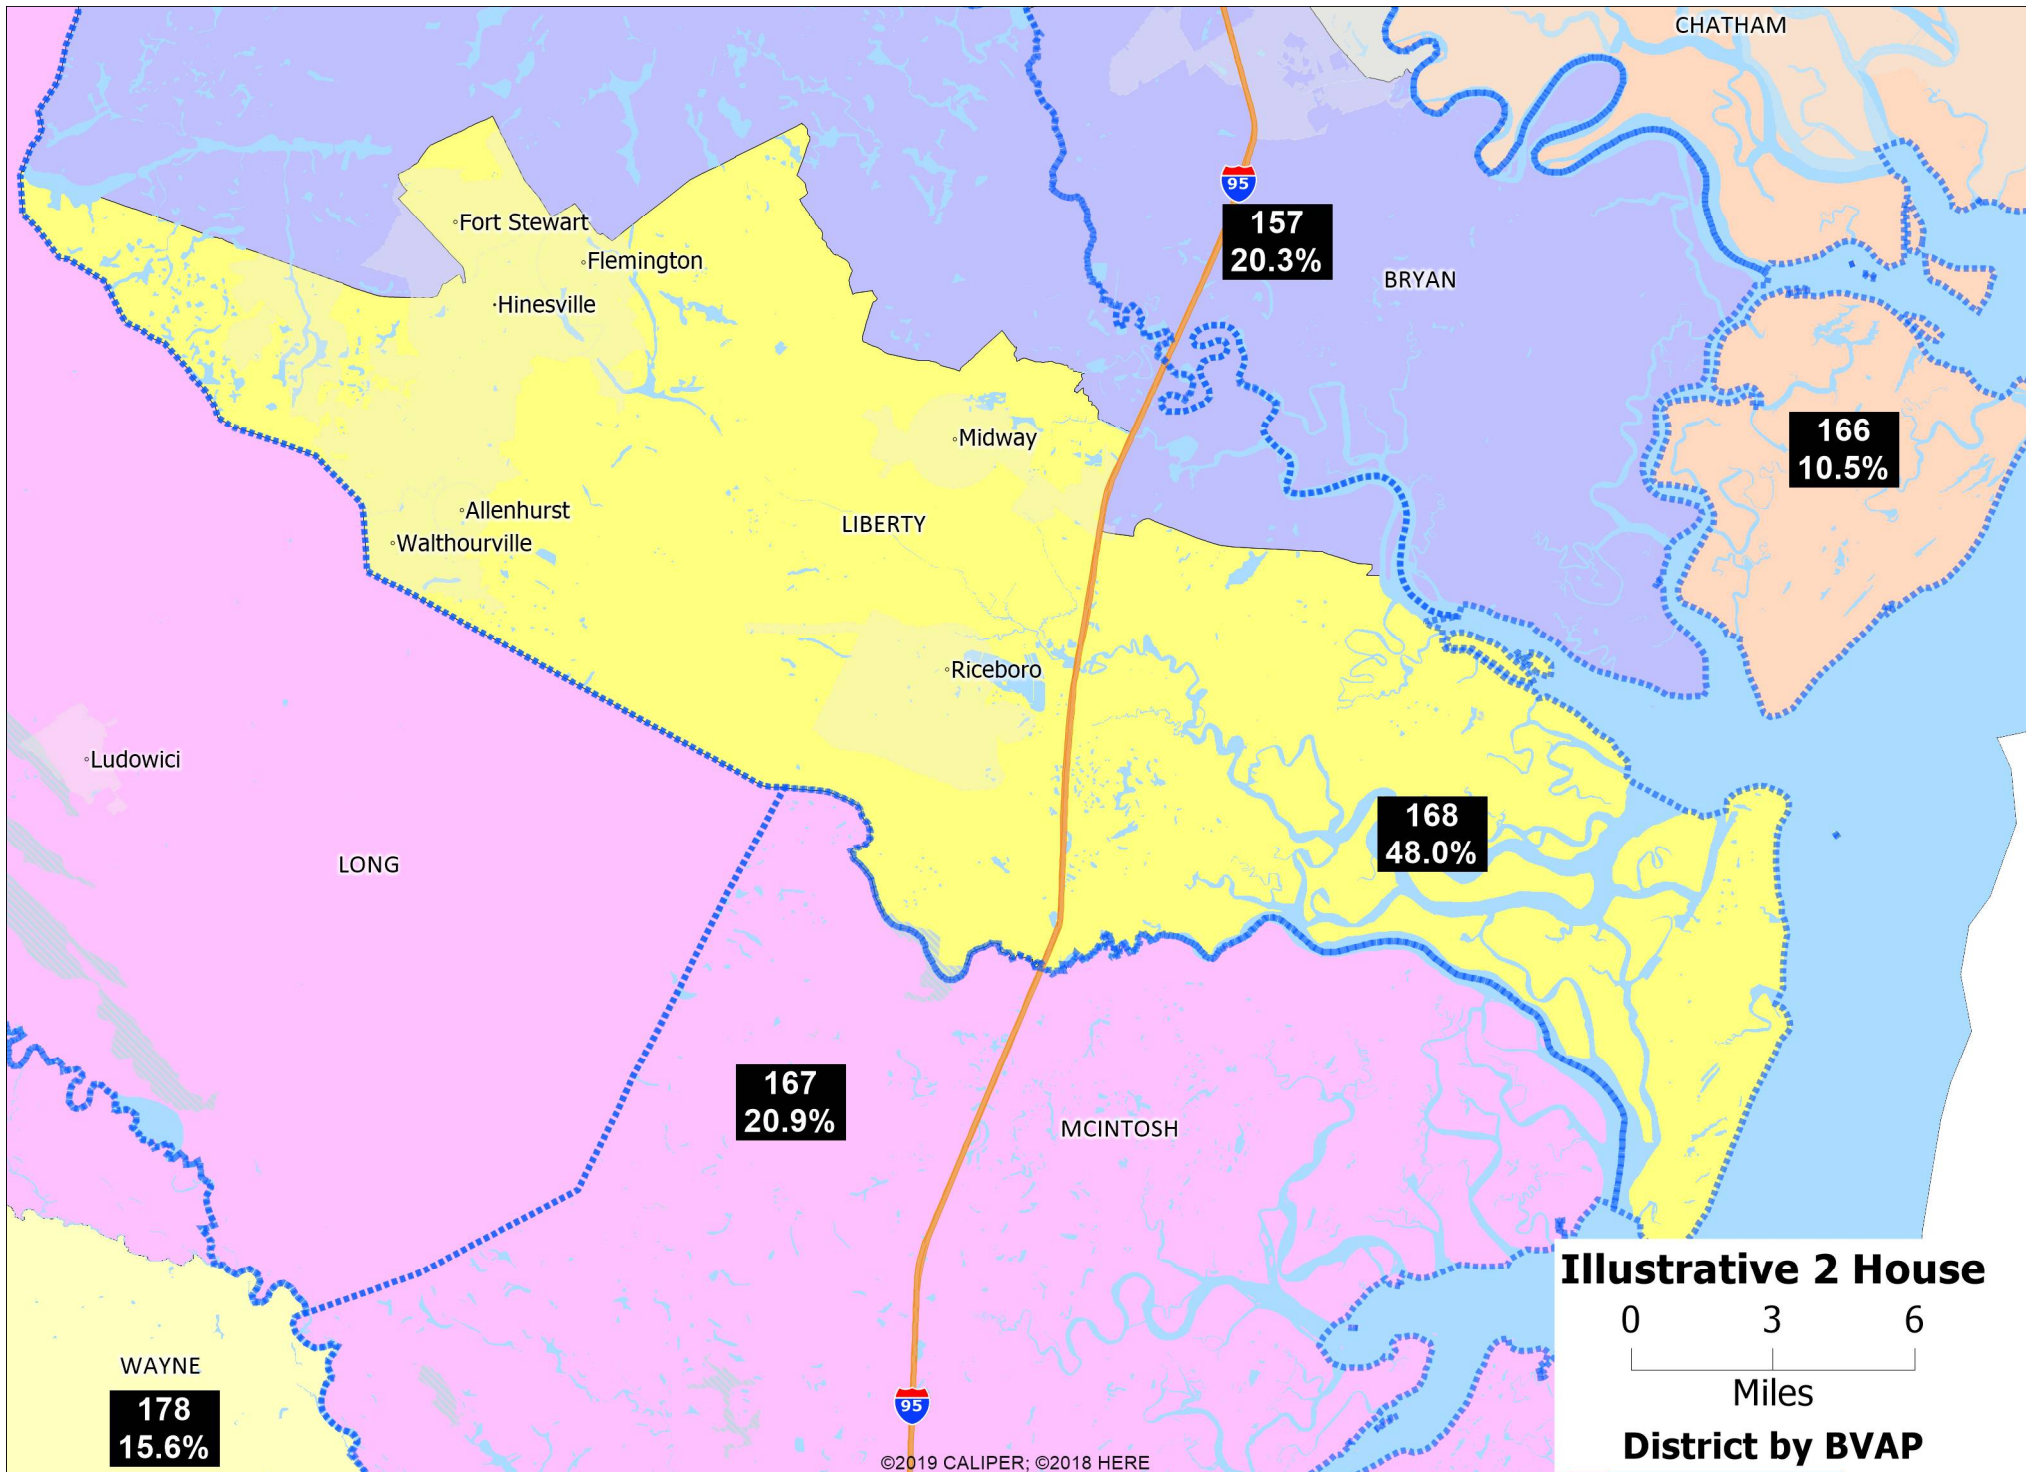 CHATHAM
95
157
20.3%
BRYAN
Fort Stewart
Flemington
Hinesville
166
10.5%
Midway
Allenhurst
LIBERTY
Walthourville
Riceboro
Ludowici
168
48.0%
LONG
167
20.9%
MCINTOSH
Illustrative 2 House
0 3 6
Miles
District by BVAP
WAYNE
178
15.6%
95
©2019 CALIPER; ©2018 HERE